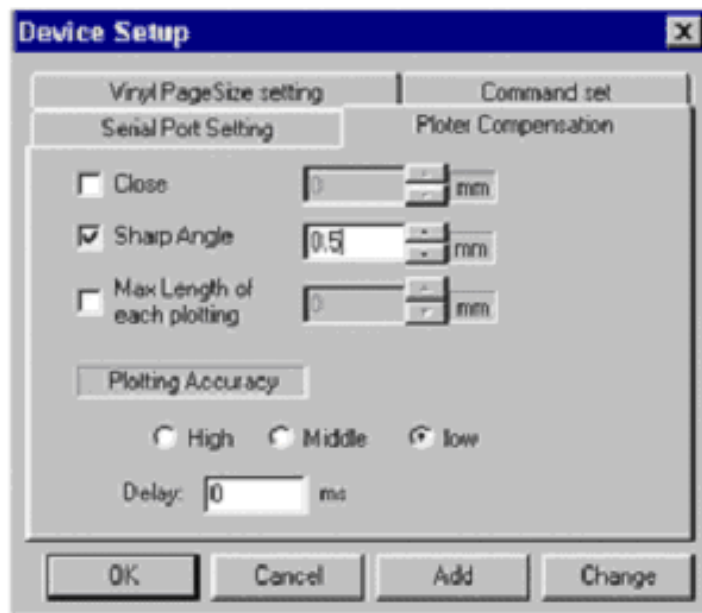 Device Setup
Vinyl PageSize setting Command set
Serial Port Setting Ploter Compensation
Close 0 mm
Sharp Angle 0.5 mm
Max Length of
each plotting 0 mm
Plotting Accuracy
High Middle low
Delay: 0 ms
OK Cancel Add Change